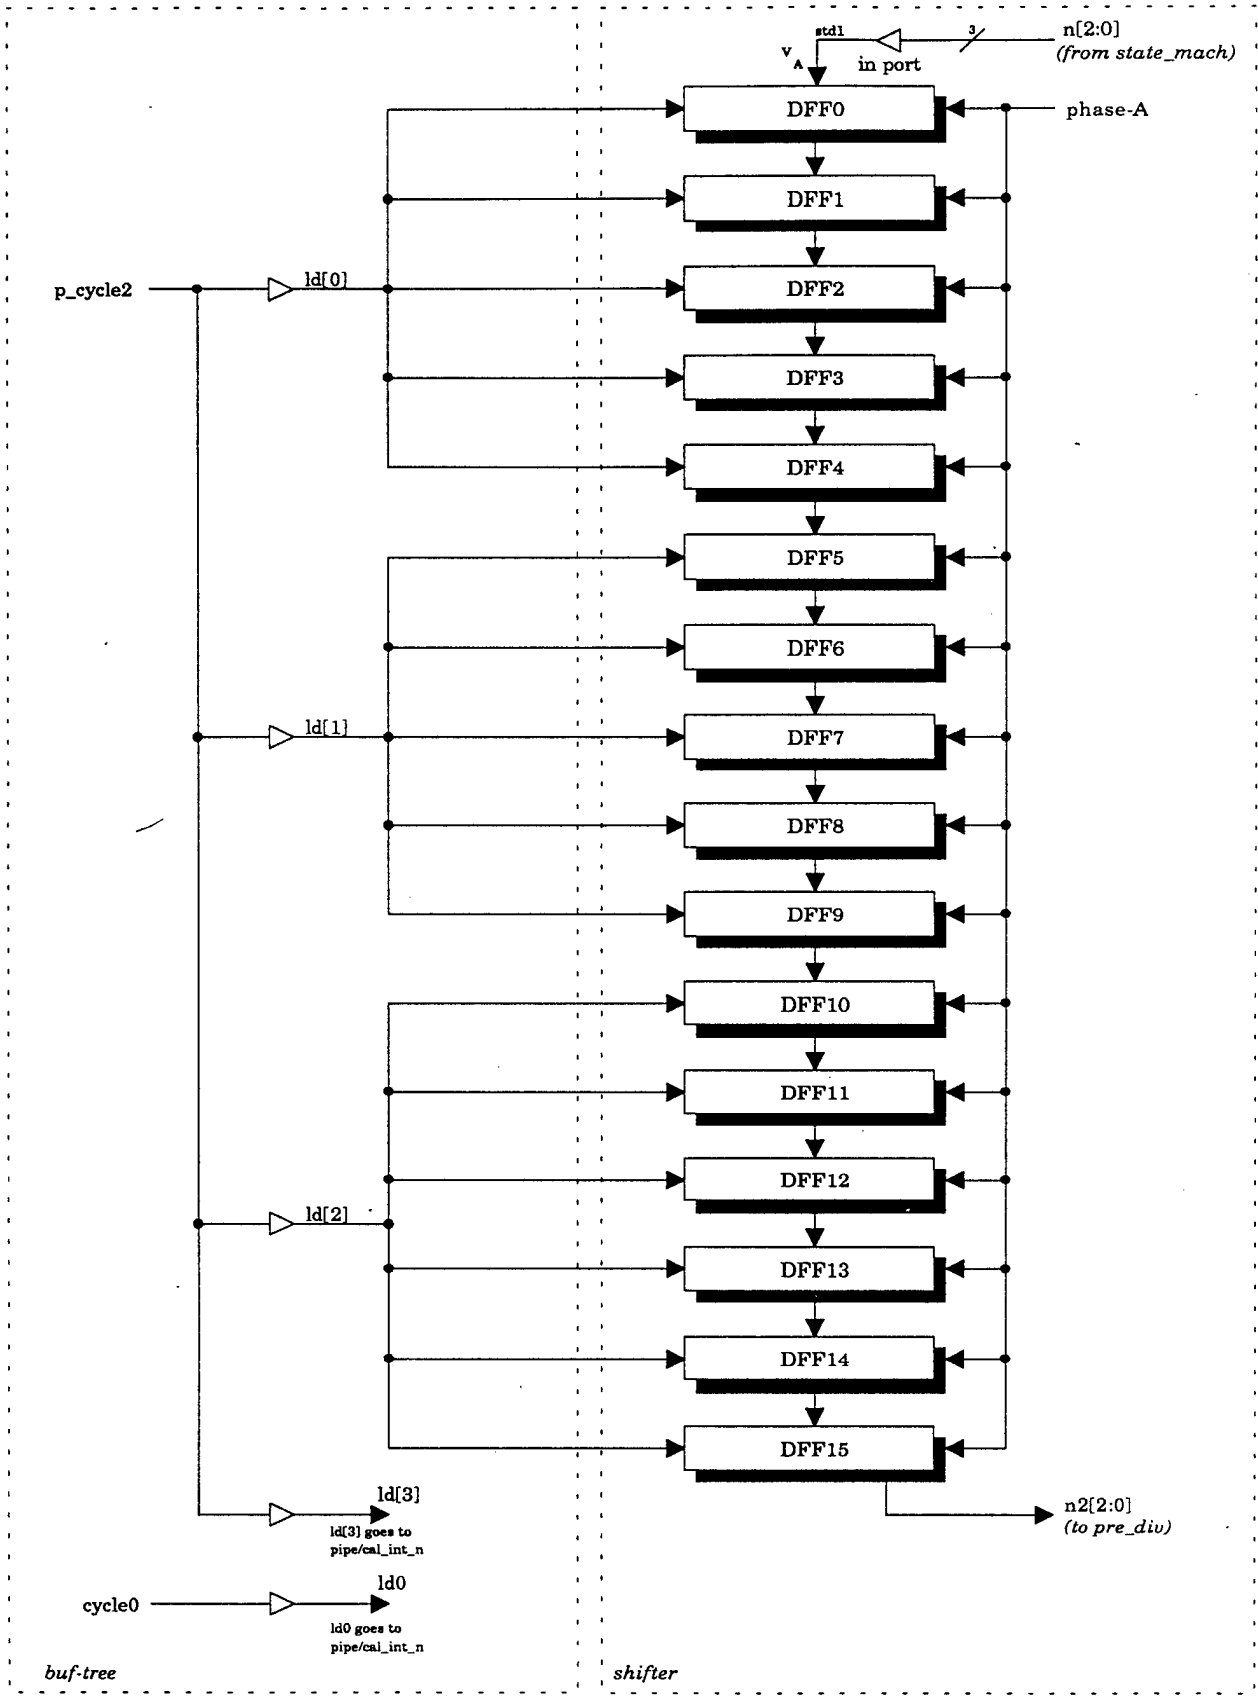 std1
3
n[2:0]
(from state_mach)
V
A
in port
DFF0
phase-A
DFF1
p_cycle2
ld[0]
DFF2
DFF3
DFF4
DFF5
DFF6
ld[1]
DFF7
DFF8
DFF9
DFF10
DFF11
DFF12
ld[2]
DFF13
DFF14
DFF15
ld[3]
ld[3] goes to
pipe/cal_int_n
n2[2:0]
(to pre_div)
cycle0
ld0
ld0 goes to
pipe/cal_int_n
buf-tree
shifter